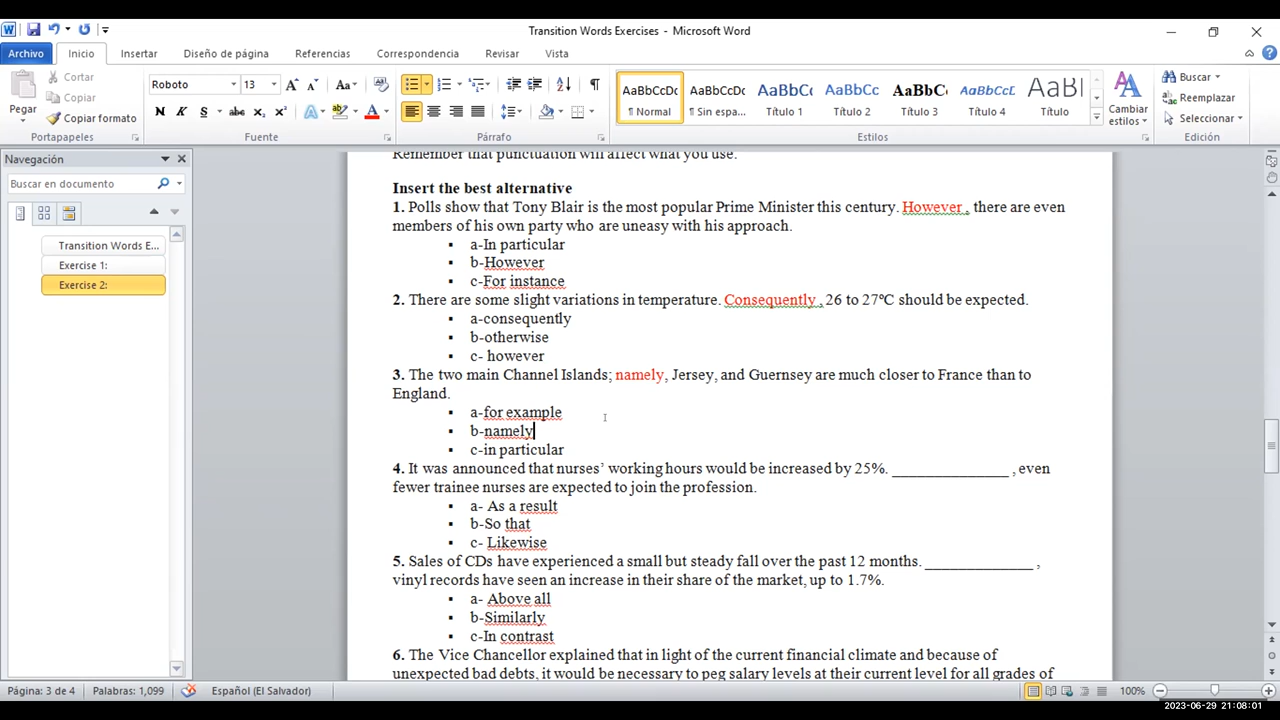 Transition Words Exercises - Microsoft Word
Archivo Inicio Insertar Diseño de página Referencias Correspondencia Revisar Vista
Pegar
Cortar
Copiar
Copiar formato
Portapapeles
Roboto 13
Fuente
Párrafo
AaBbCcDc AaBbCcDc AaBbCc AaBbCc AaBbCc AaBbCcD AaBl
¶ Normal ¶ Sin espa... Título 1 Título 2 Título 3 Título 4 Título
Estilos
Cambiar
estilos
Buscar
Reemplazar
Seleccionar
Edición
Navegación
Buscar en documento
Transition Words E...
Exercise 1:
Exercise 2:
Remember that punctuation will affect what you use.
Insert the best alternative
1. Polls show that Tony Blair is the most popular Prime Minister this century. However , there are even
members of his own party who are uneasy with his approach.
▪ a-In particular
▪ b-However
▪ c-For instance
2. There are some slight variations in temperature. Consequently , 26 to 27ºC should be expected.
▪ a-consequently
▪ b-otherwise
▪ c- however
3. The two main Channel Islands; namely, Jersey, and Guernsey are much closer to France than to
England.
▪ a-for example
▪ b-namely
▪ c-in particular
4. It was announced that nurses’ working hours would be increased by 25%. _______________ , even
fewer trainee nurses are expected to join the profession.
▪ a- As a result
▪ b-So that
▪ c- Likewise
5. Sales of CDs have experienced a small but steady fall over the past 12 months. ______________ ,
vinyl records have seen an increase in their share of the market, up to 1.7%.
▪ a- Above all
▪ b-Similarly
▪ c-In contrast
6. The Vice Chancellor explained that in light of the current financial climate and because of
unexpected bad debts, it would be necessary to peg salary levels at their current level for all grades of
Página: 3 de 4 Palabras: 1,099 Español (El Salvador) 100%
2023-06-29 21:08:01